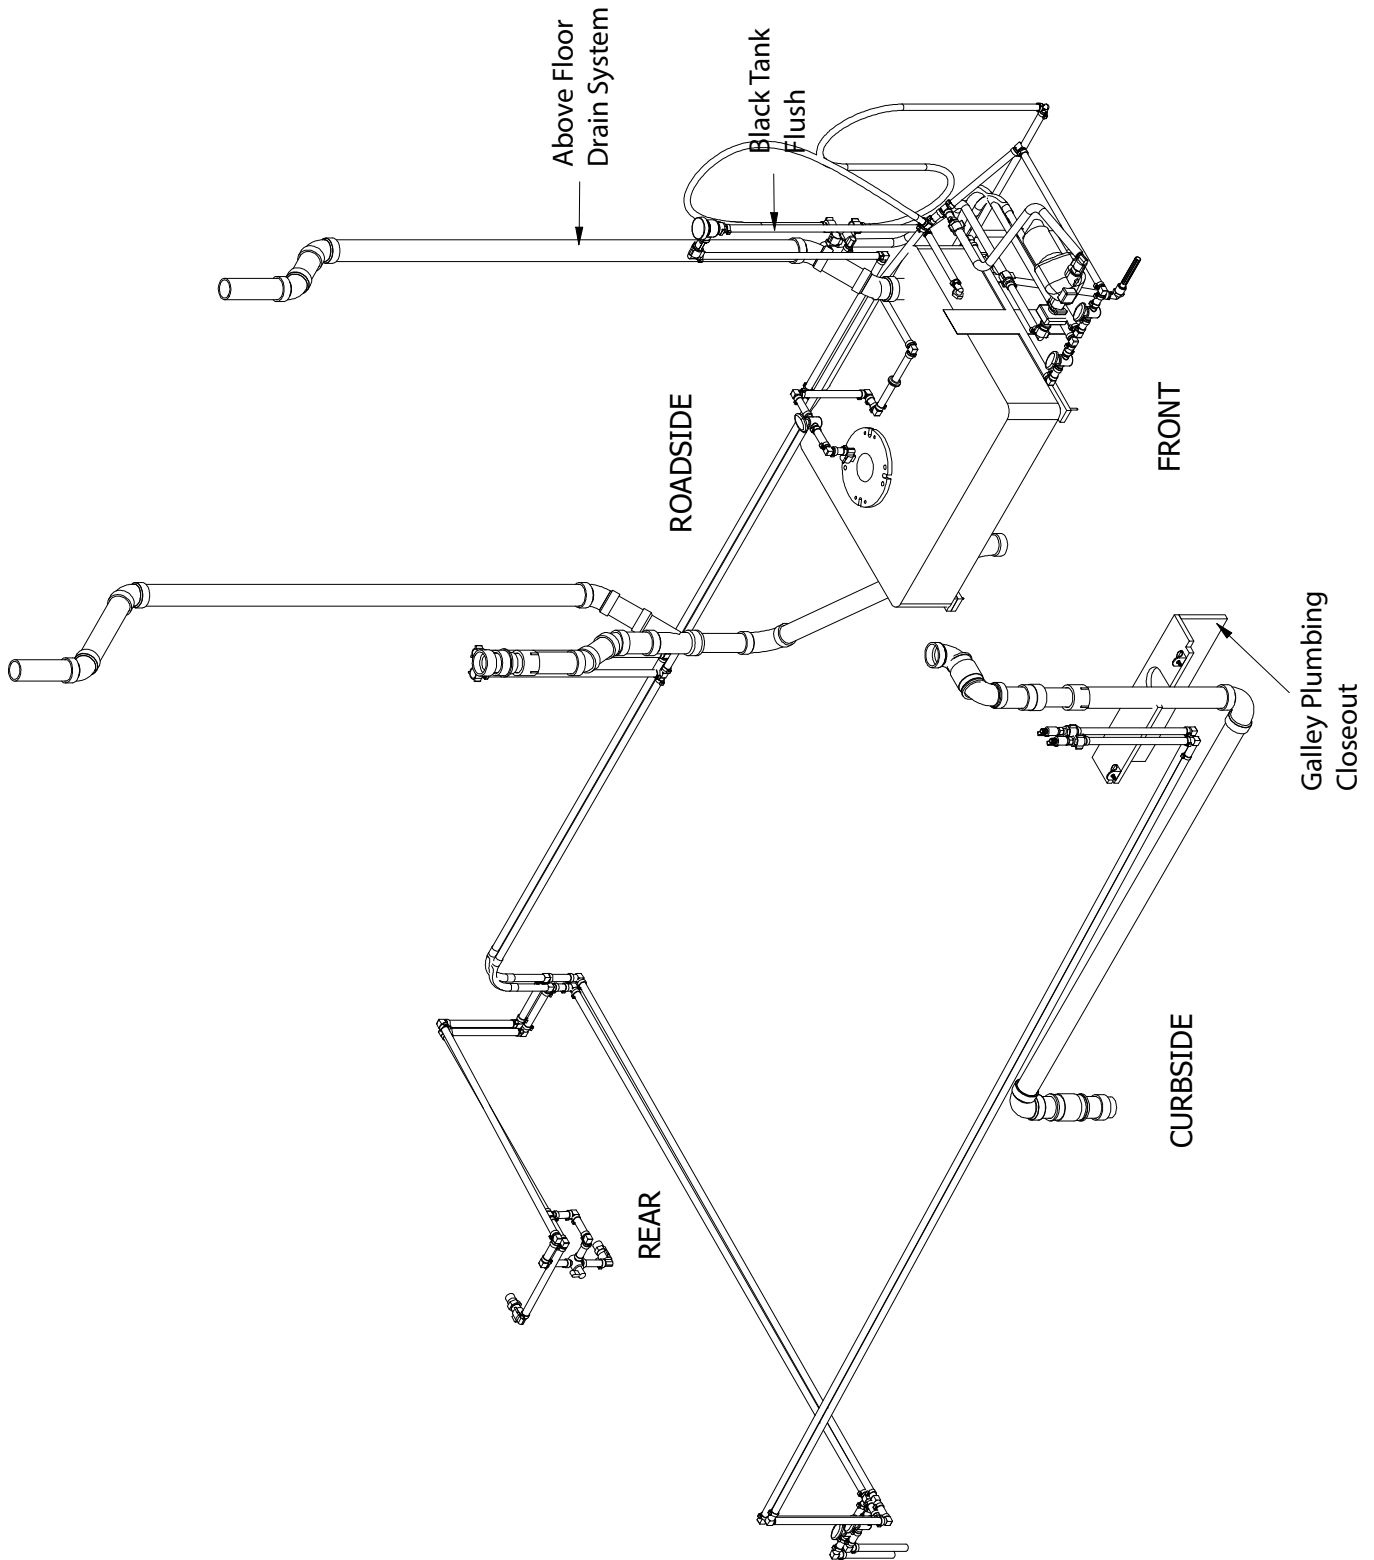 Above Floor
Drain System
Black Tank
Flush
ROADSIDE
FRONT
Galley Plumbing
Closeout
CURBSIDE
REAR